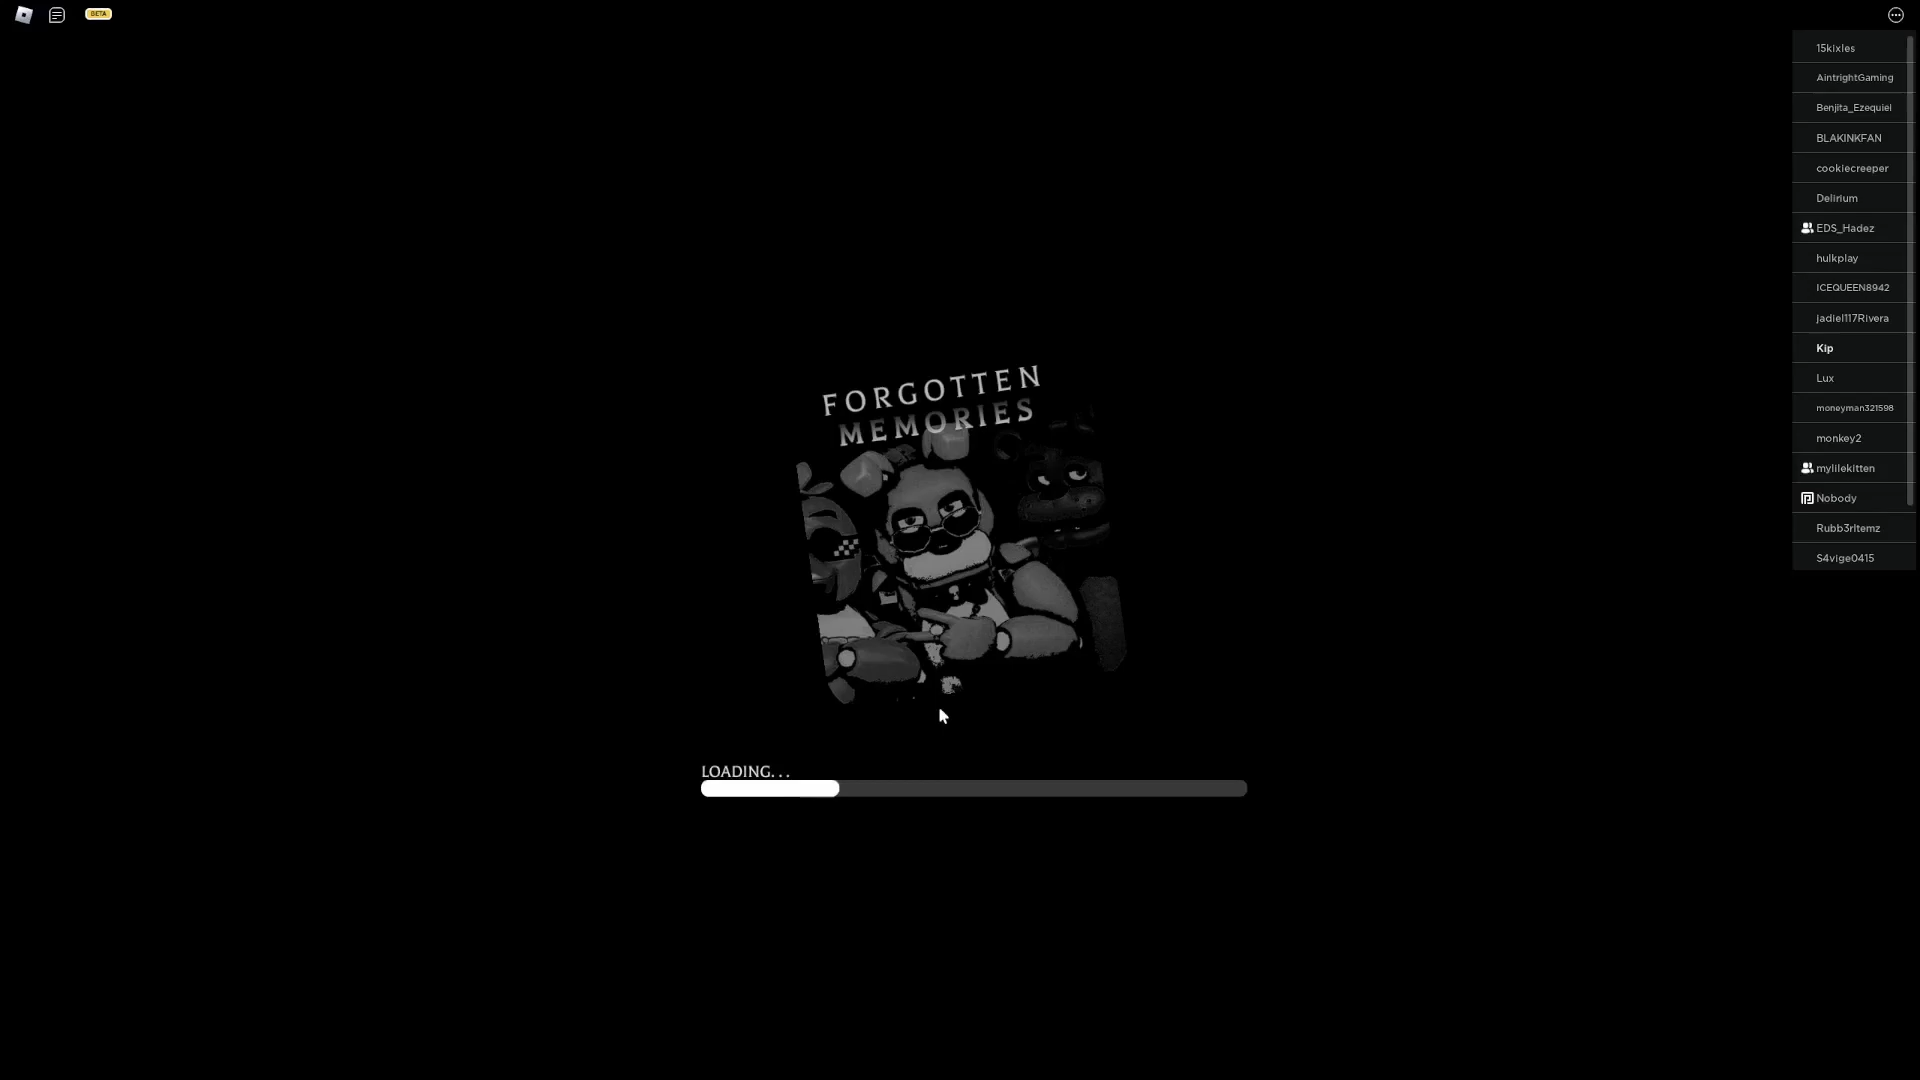 BETA
15kixles
AintrightGaming
Benjita_Ezequiel
BLAKINKFAN
cookiecreeper
Delirium
EDS_Hadez
hulkplay
ICEQUEEN8942
jadiel117Rivera
Kip
Lux
moneyman321598
monkey2
mylilekitten
Nobody
Rubb3rItemz
S4vige0415
FORGOTTEN
MEMORIES
LOADING...